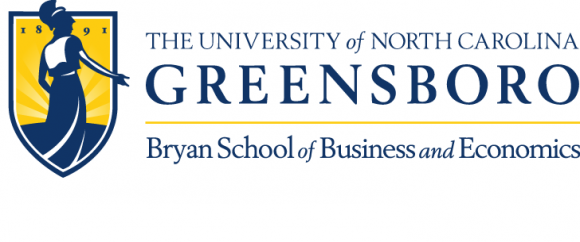 1891
THE UNIVERSITY of NORTH CAROLINA
GREENSBORO
Bryan School of Business and Economics